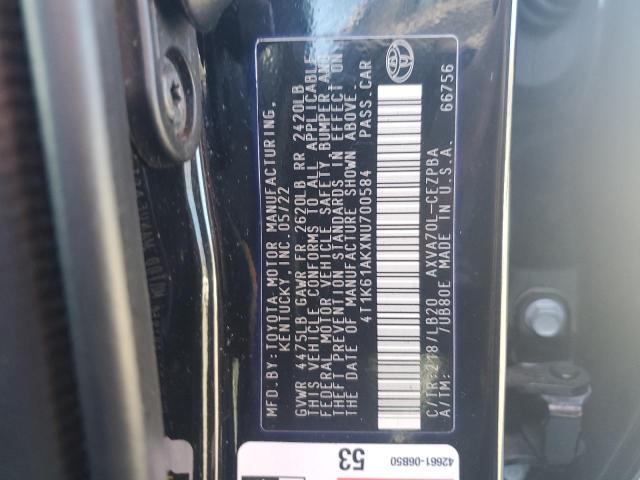 MFD.BY:TOYOTA MOTOR MANUFACTURING,
KENTUCKY, INC. 05/22
GVWR 4475LB GAWR FR 2620LB RR 2420LB
THIS VEHICLE CONFORMS TO ALL APPLICABLE
FEDERAL MOTOR VEHICLE SAFETY, BUMPER, AND
THEFT PREVENTION STANDARDS IN EFFECT ON
THE DATE OF MANUFACTURE SHOWN ABOVE.
4T1K61AKXNU700584 PASS.CAR
C/TR:218/LB20 AXVA70L-CEZPBA
A/TM: /UB80E MADE IN U.S.A. 66756
42661-06B50
53